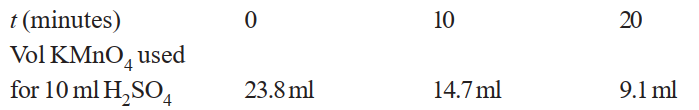 t (minutes) 0 10 20
Vol KMnO₄ used
for 10 ml H₂SO₄ 23.8 ml 14.7 ml 9.1 ml